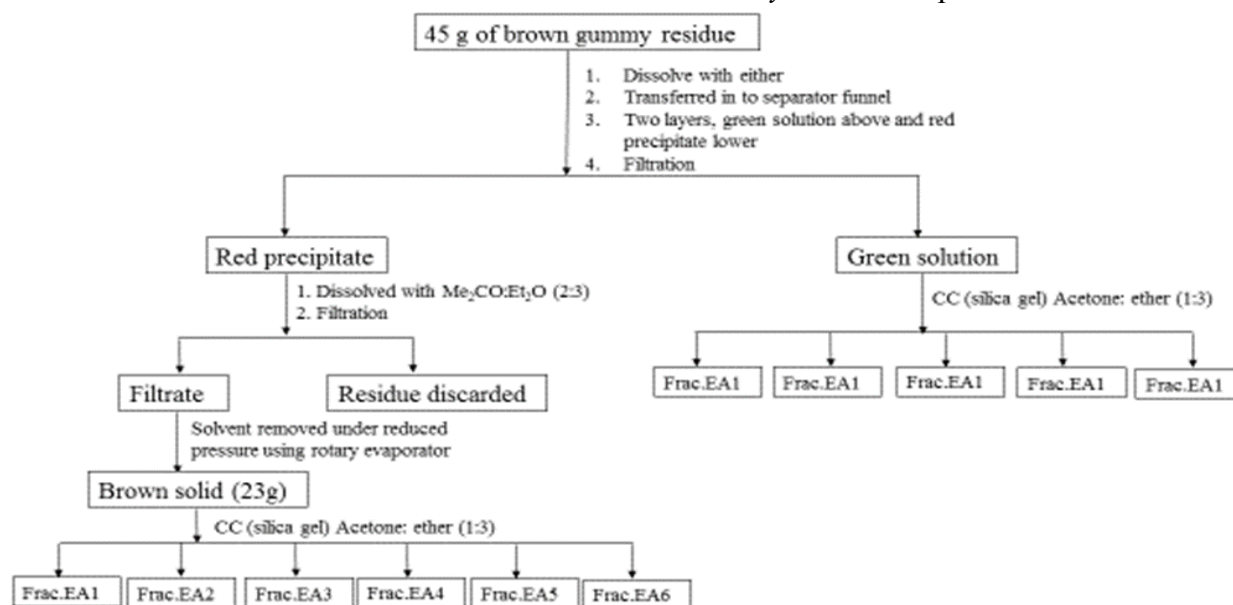 45 g of brown gummy residue
1. Dissolve with either
2. Transferred in to separator funnel
3. Two layers, green solution above and red
precipitate lower
4. Filtration
Red precipitate
Green solution
1. Dissolved with Me₂CO:Et₂O (2:3)
2. Filtration
CC (silica gel) Acetone: ether (1:3)
Filtrate
Residue discarded
Frac.EA1
Frac.EA1
Frac.EA1
Frac.EA1
Frac.EA1
Solvent removed under reduced
pressure using rotary evaporator
Brown solid (23g)
CC (silica gel) Acetone: ether (1:3)
Frac.EA1
Frac.EA2
Frac.EA3
Frac.EA4
Frac.EA5
Frac.EA6